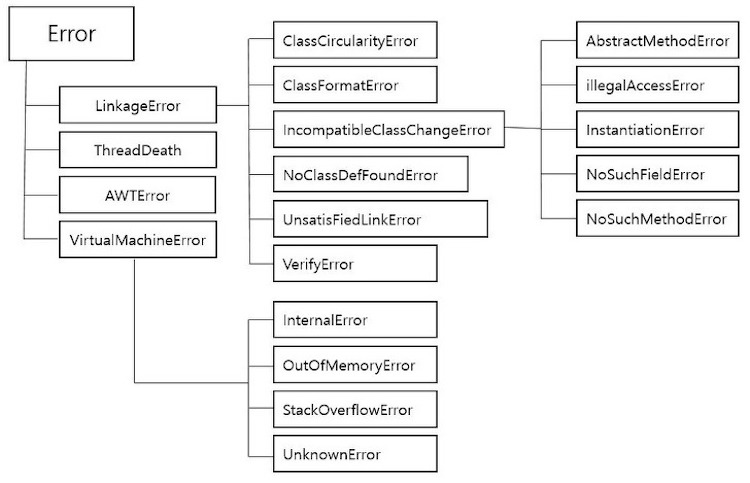 Error
LinkageError
ThreadDeath
AWTError
VirtualMachineError
ClassCircularityError
ClassFormatError
IncompatibleClassChangeError
NoClassDefFoundError
UnsatisFiedLinkError
VerifyError
InternalError
OutOfMemoryError
StackOverflowError
UnknownError
AbstractMethodError
illegalAccessError
InstantiationError
NoSuchFieldError
NoSuchMethodError